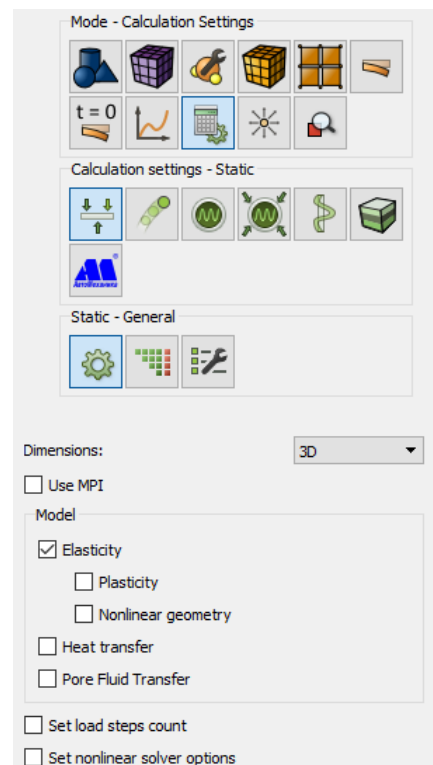 Mode - Calculation Settings
t = 0
Calculation settings - Static
АвтоМеханика
Static - General
Dimensions: 3D
Use MPI
Model
Elasticity
Plasticity
Nonlinear geometry
Heat transfer
Pore Fluid Transfer
Set load steps count
Set nonlinear solver options